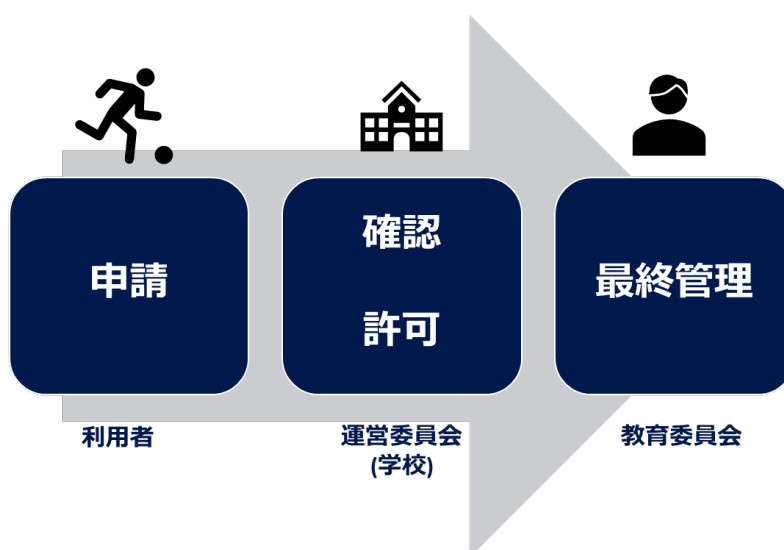 申請
利用者
確認
許可
運営委員会
(学校)
最終管理
教育委員会